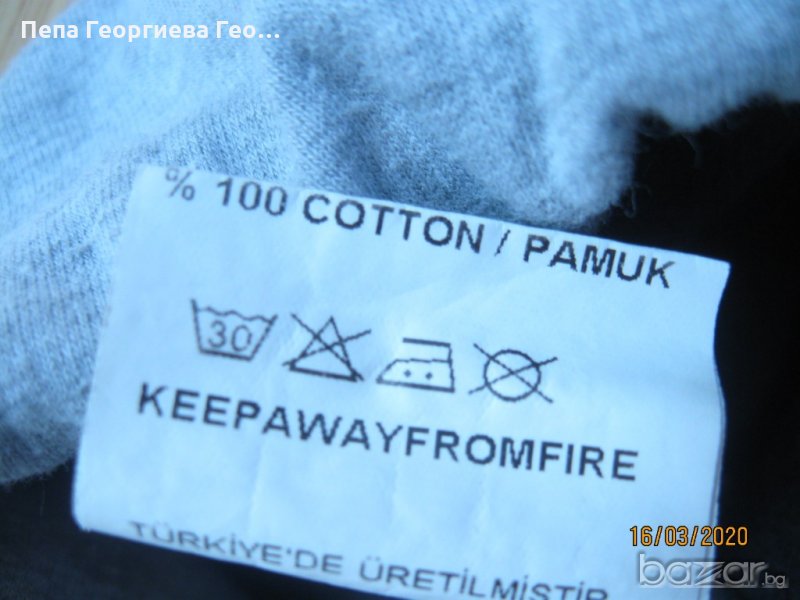 Пепа Георгиева Гео...
% 100 COTTON / PAMUK
30
KEEPAWAYFROMFIRE
TÜRKİYE'DE ÜRETİLMİŞTİR
16/03/2020
bazar.bg